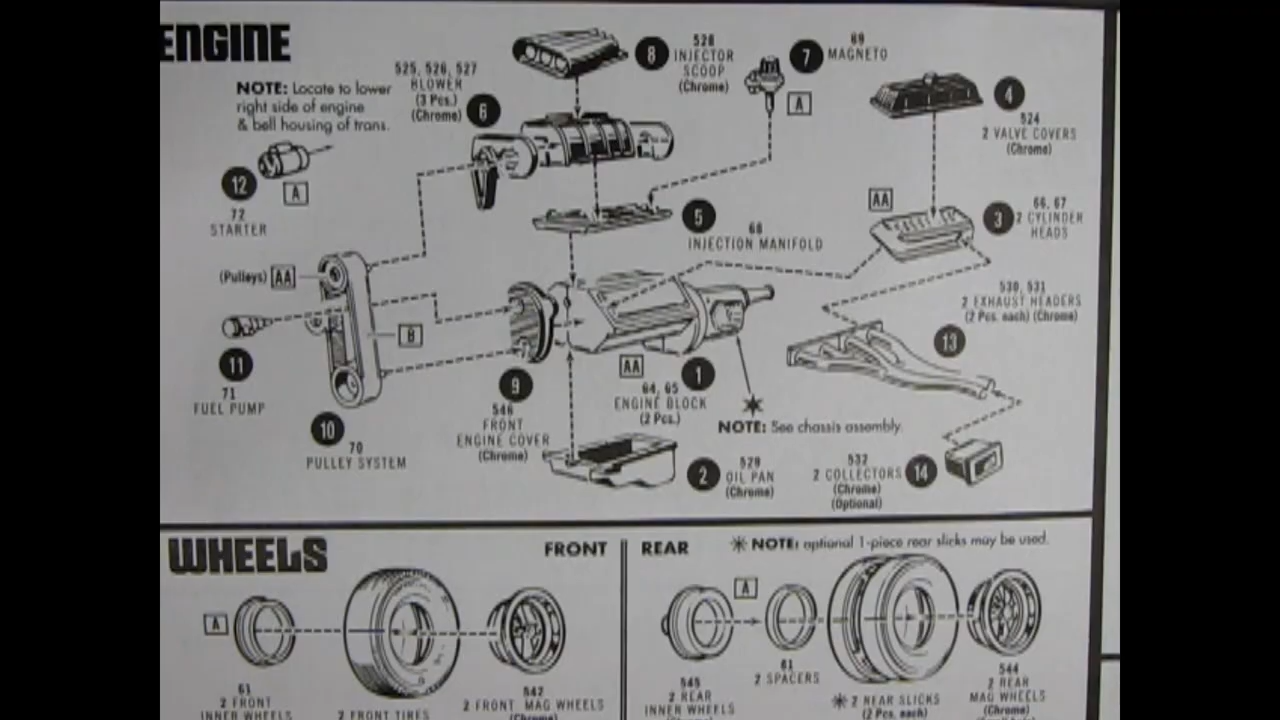 ENGINE
NOTE: Locate to lower
right side of engine
& bell housing of trans.
12
A
72
STARTER
525, 526, 527
BLOWER
(3 Pcs.)
(Chrome)
6
8
528
INJECTOR
SCOOP
(Chrome)
7
69
MAGNETO
A
4
524
2 VALVE COVERS
(Chrome)
AA
3
66, 67
2 CYLINDER
HEADS
5
68
INJECTION MANIFOLD
(Pulleys) AA
B
11
71
FUEL PUMP
10
70
PULLEY SYSTEM
9
546
FRONT
ENGINE COVER
(Chrome)
AA
1
64, 65
ENGINE BLOCK
(2 Pcs.)
NOTE: See chassis assembly.
530, 531
2 EXHAUST HEADERS
(2 Pcs. each) (Chrome)
13
2
529
OIL PAN
(Chrome)
532
2 COLLECTORS
(Chrome)
(Optional)
14
WHEELS
FRONT
REAR
NOTE: optional 1-piece rear slicks may be used.
A
61
2 FRONT
INNER WHEELS
2 FRONT TIRES
542
2 FRONT MAG WHEELS
(Chrome)
A
545
2 REAR
INNER WHEELS
61
2 SPACERS
2 REAR SLICKS
(2 Pcs. each)
544
2 REAR
MAG WHEELS
(Chrome)